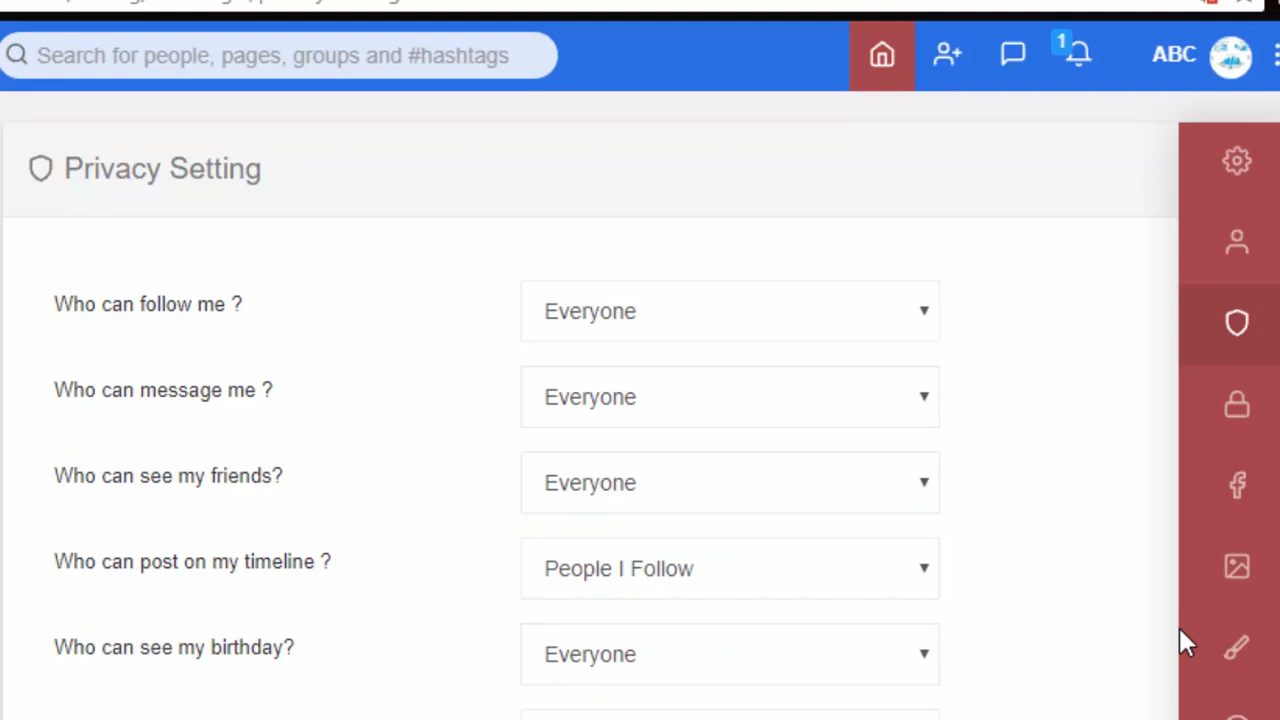 Search for people, pages, groups and #hashtags
1
ABC
Privacy Setting
Who can follow me ?
Everyone
Who can message me ?
Everyone
Who can see my friends?
Everyone
Who can post on my timeline ?
People I Follow
Who can see my birthday?
Everyone